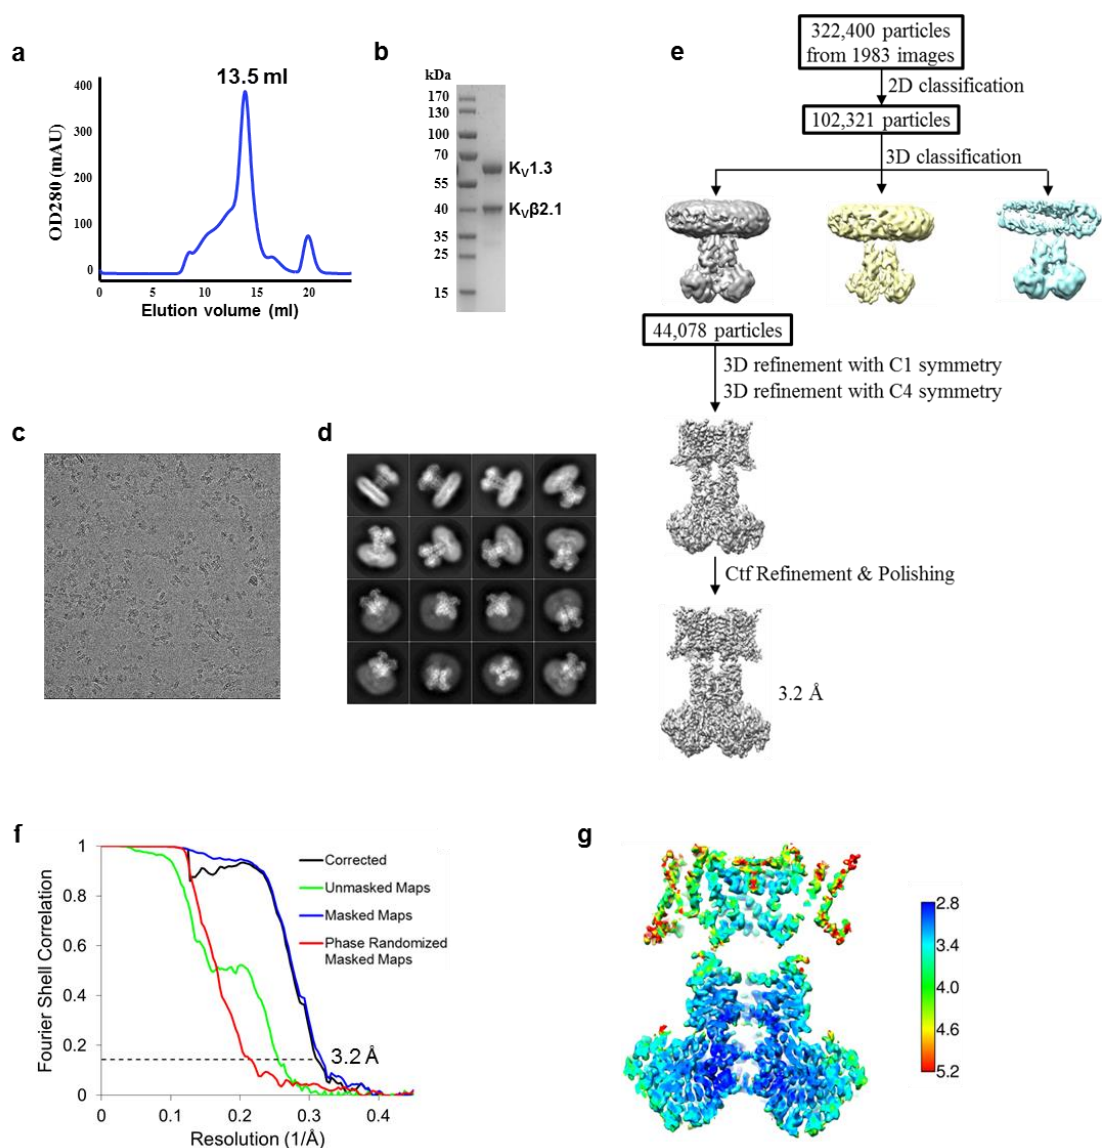 a
13.5 ml
OD280 (mAU)
400
300
200
100
0
0
10
15
20
Elution volume (ml)
b
kDa
170
130
100
70
55
40
35
25
15
K_V1.3
K_Vβ2.1
c
d
e
322,400 particles
from 1983 images
2D classification
102,321 particles
3D classification
44,078 particles
3D refinement with C1 symmetry
3D refinement with C4 symmetry
Ctf Refinement & Polishing
3.2 Å
f
Fourier Shell Correlation
1
0.8
0.6
0.4
0.2
0
0
0.1
0.2
0.3
0.4
Resolution (1/Å)
Corrected
Unmasked Maps
Masked Maps
Phase Randomized
Masked Maps
3.2 Å
g
2.8
3.4
4.0
4.6
5.2